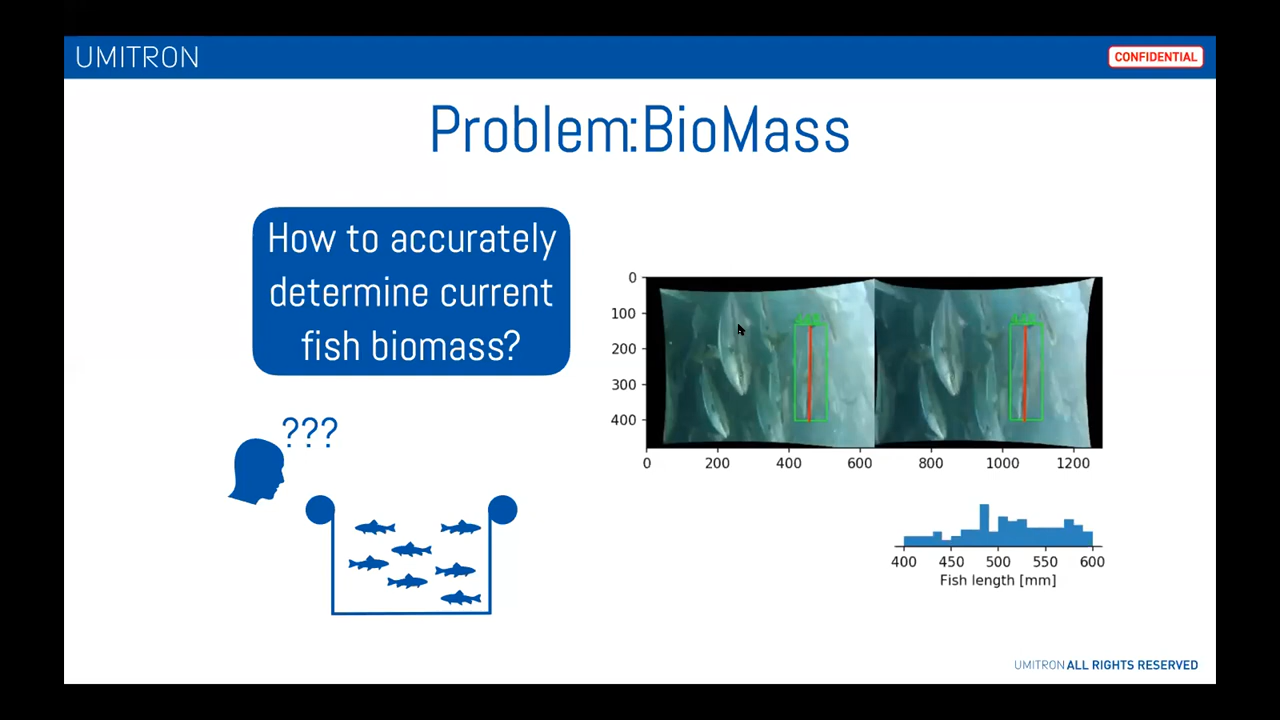 UMITRON
CONFIDENTIAL
Problem:BioMass
How to accurately
determine current
fish biomass?
???
0
100
200
300
400
0 200 400 600 800 1000 1200
400 450 500 550 600
Fish length [mm]
UMITRON ALL RIGHTS RESERVED